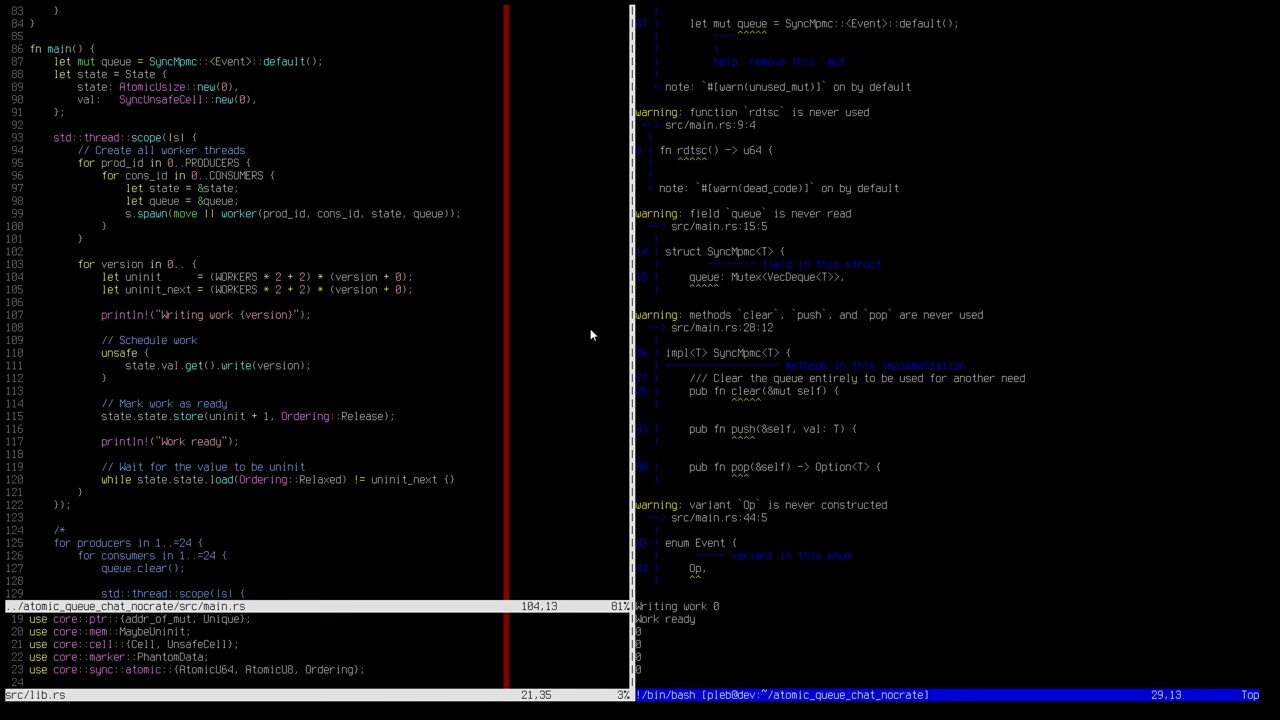 83     }
84 }
85
86 fn main() {
87     let mut queue = SyncMpmc::<Event>::default();
88     let state = State {
89         state: AtomicUsize::new(0),
90         val:   SyncUnsafeCell::new(0),
91     };
92
93     std::thread::scope(|s| {
94         // Create all worker threads
95         for prod_id in 0..PRODUCERS {
96             for cons_id in 0..CONSUMERS {
97                 let state = &state;
98                 let queue = &queue;
99                 s.spawn(move || worker(prod_id, cons_id, state, queue));
100             }
101         }
102
103         for version in 0.. {
104             let uninit      = (WORKERS * 2 + 2) * (version + 0);
105             let uninit_next = (WORKERS * 2 + 2) * (version + 0);
106
107             println!("Writing work {version}");
108
109             // Schedule work
110             unsafe {
111                 state.val.get().write(version);
112             }
113
114             // Mark work as ready
115             state.state.store(uninit + 1, Ordering::Release);
116
117             println!("Work ready");
118
119             // Wait for the value to be uninit
120             while state.state.load(Ordering::Relaxed) != uninit_next {}
121         }
122     });
123
124     /*
125     for producers in 1..=24 {
126         for consumers in 1..=24 {
127             queue.clear();
128
129             std::thread::scope(|s| {
../atomic_queue_chat_nocrate/src/main.rs 104,13 81%
19 use core::ptr::{addr_of_mut, Unique};
20 use core::mem::MaybeUninit;
21 use core::cell::{Cell, UnsafeCell};
22 use core::marker::PhantomData;
23 use core::sync::atomic::{AtomicU64, AtomicU8, Ordering};
24
src/lib.rs 21,35 3%
87 |     let mut queue = SyncMpmc::<Event>::default();
   |         ----^^^^^
   |         |
   |         help: remove this `mut`
   |
   = note: `#[warn(unused_mut)]` on by default
warning: function `rdtsc` is never used
 --> src/main.rs:9:4
  |
9 | fn rdtsc() -> u64 {
  |    ^^^^^
  |
  = note: `#[warn(dead_code)]` on by default
warning: field `queue` is never read
  --> src/main.rs:15:5
   |
14 | struct SyncMpmc<T> {
   |        -------- field in this struct
15 |     queue: Mutex<VecDeque<T>>,
   |     ^^^^^
warning: methods `clear`, `push`, and `pop` are never used
  --> src/main.rs:28:12
   |
26 | impl<T> SyncMpmc<T> {
   | ------------------- methods in this implementation
27 |     /// Clear the queue entirely to be used for another need
28 |     pub fn clear(&mut self) {
   |            ^^^^^
33 |     pub fn push(&self, val: T) {
   |            ^^^^
38 |     pub fn pop(&self) -> Option<T> {
   |            ^^^
warning: variant `Op` is never constructed
  --> src/main.rs:44:5
   |
43 | enum Event {
   |      ----- variant in this enum
44 |     Op,
   |     ^^
Writing work 0
Work ready
0
0
0
0
!/bin/bash [pleb@dev:~/atomic_queue_chat_nocrate] 29,13 Top